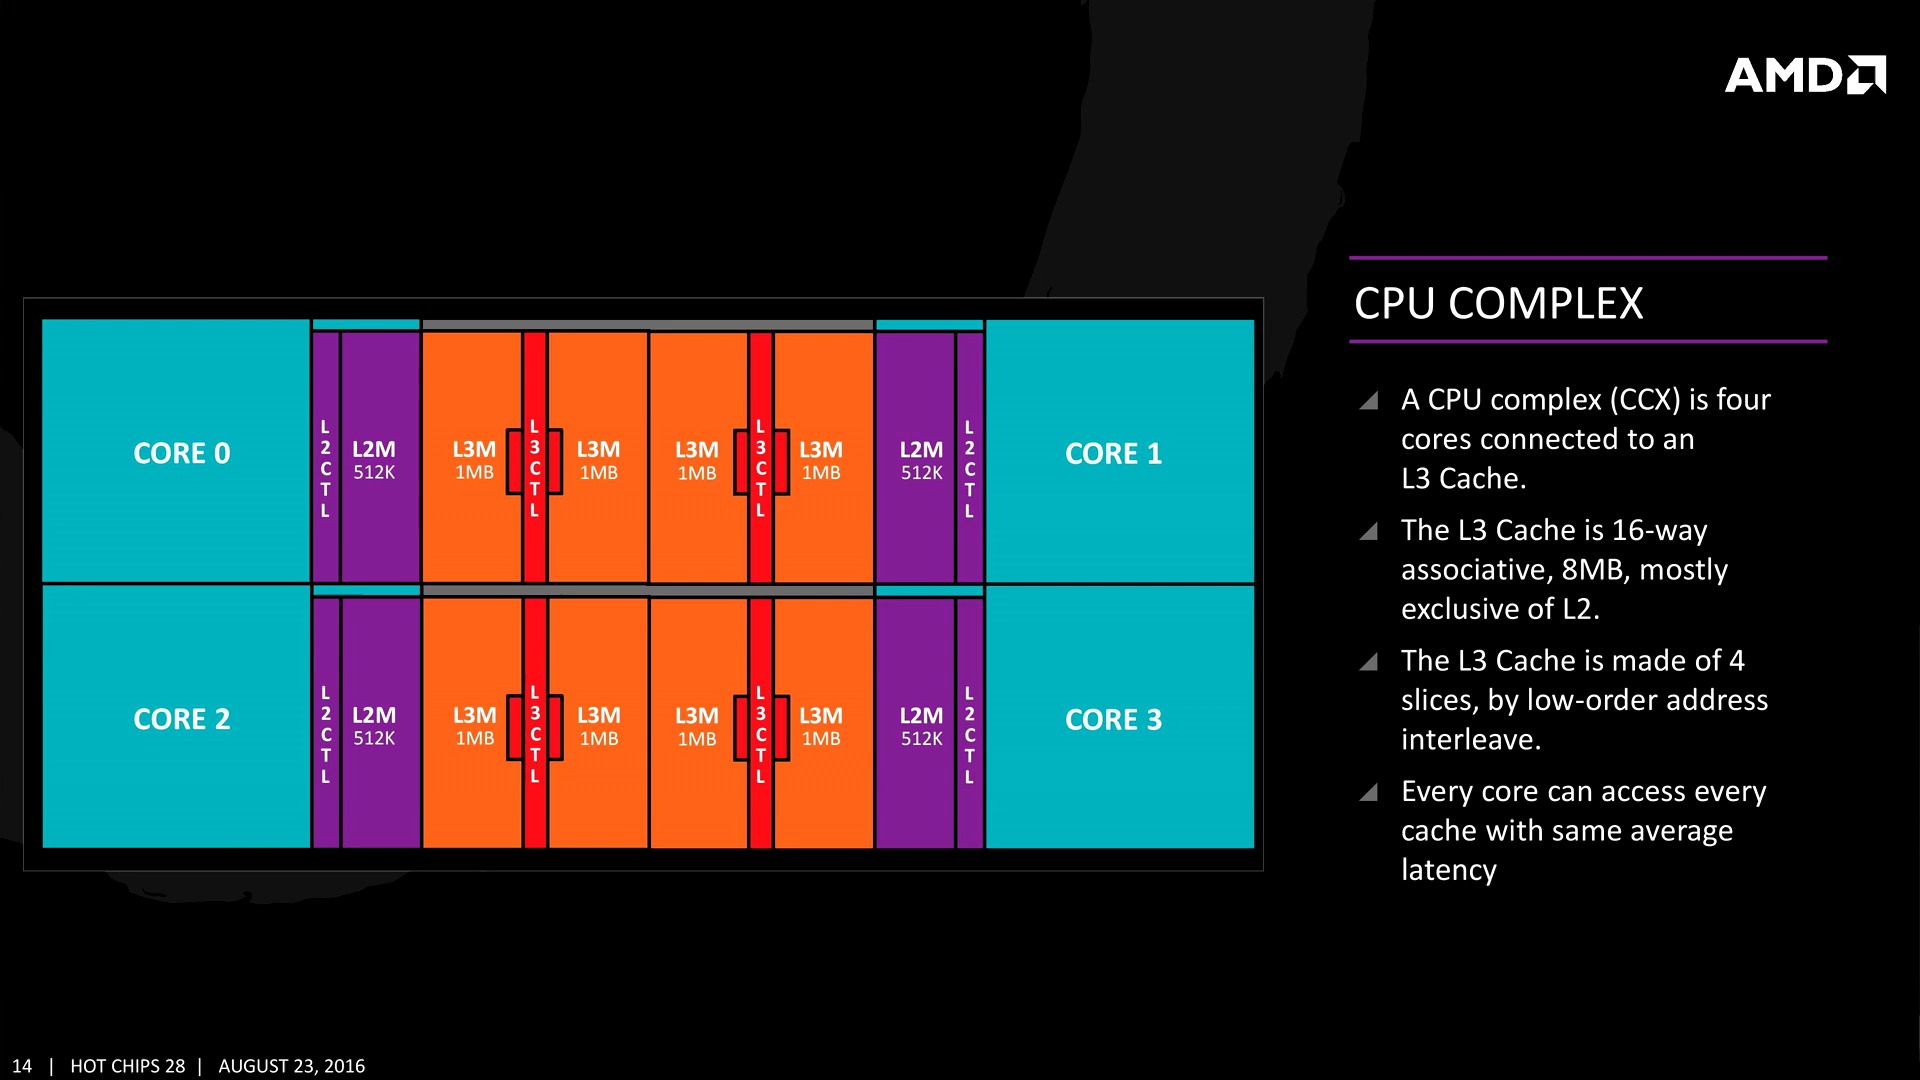 AMD
CPU COMPLEX
A CPU complex (CCX) is four
cores connected to an
L3 Cache.
The L3 Cache is 16-way
associative, 8MB, mostly
exclusive of L2.
The L3 Cache is made of 4
slices, by low-order address
interleave.
Every core can access every
cache with same average
latency
CORE 0
L2CTL
L2M
512K
L3M
1MB
L3CTL
L3M
1MB
L3M
1MB
L3CTL
L3M
1MB
L2M
512K
L2CTL
CORE 1
CORE 2
L2CTL
L2M
512K
L3M
1MB
L3CTL
L3M
1MB
L3M
1MB
L3CTL
L3M
1MB
L2M
512K
L2CTL
CORE 3
14 | HOT CHIPS 28 | AUGUST 23, 2016